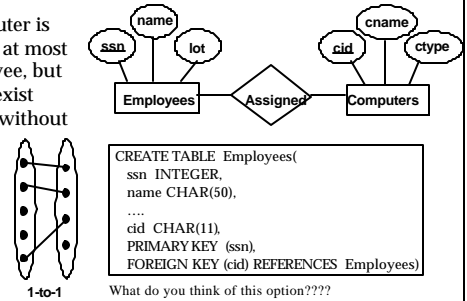 uter is
at most
yee, but
exist
without
name
ssn
lot
cname
cid
ctype
Employees
Assigned
Computers
CREATE TABLE Employees(
ssn INTEGER,
name CHAR(50),
....
cid CHAR(11),
PRIMARY KEY (ssn),
FOREIGN KEY (cid) REFERENCES Employees)
1-to-1
What do you think of this option????